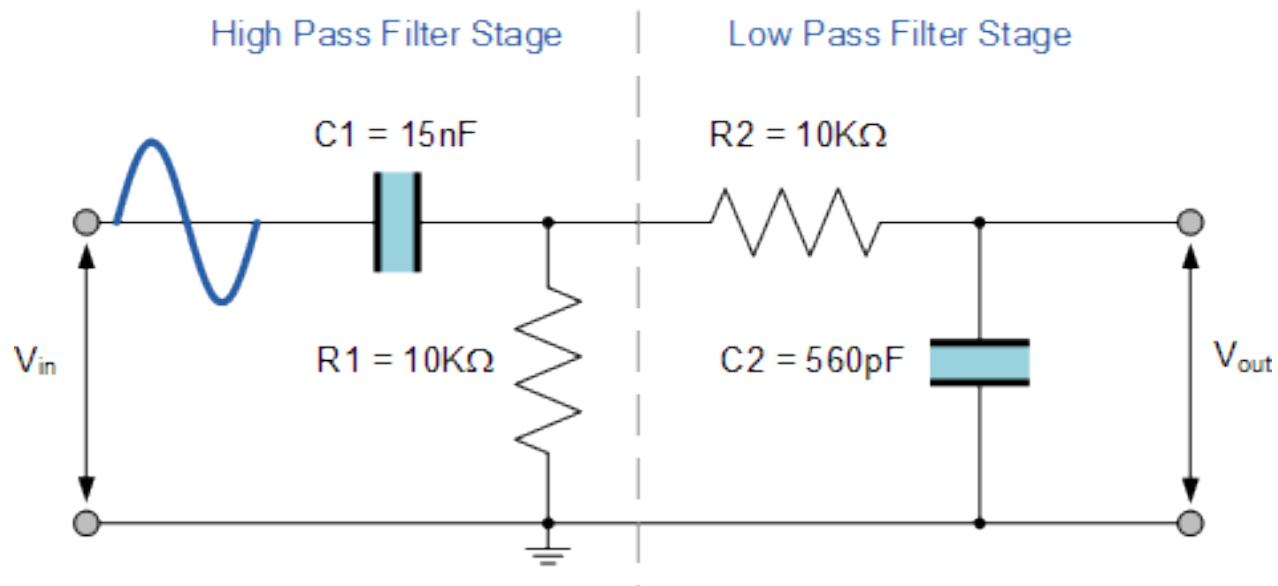 High Pass Filter Stage
Low Pass Filter Stage
C1 = 15nF
R2 = 10KΩ
Vin
R1 = 10KΩ
C2 = 560pF
Vout